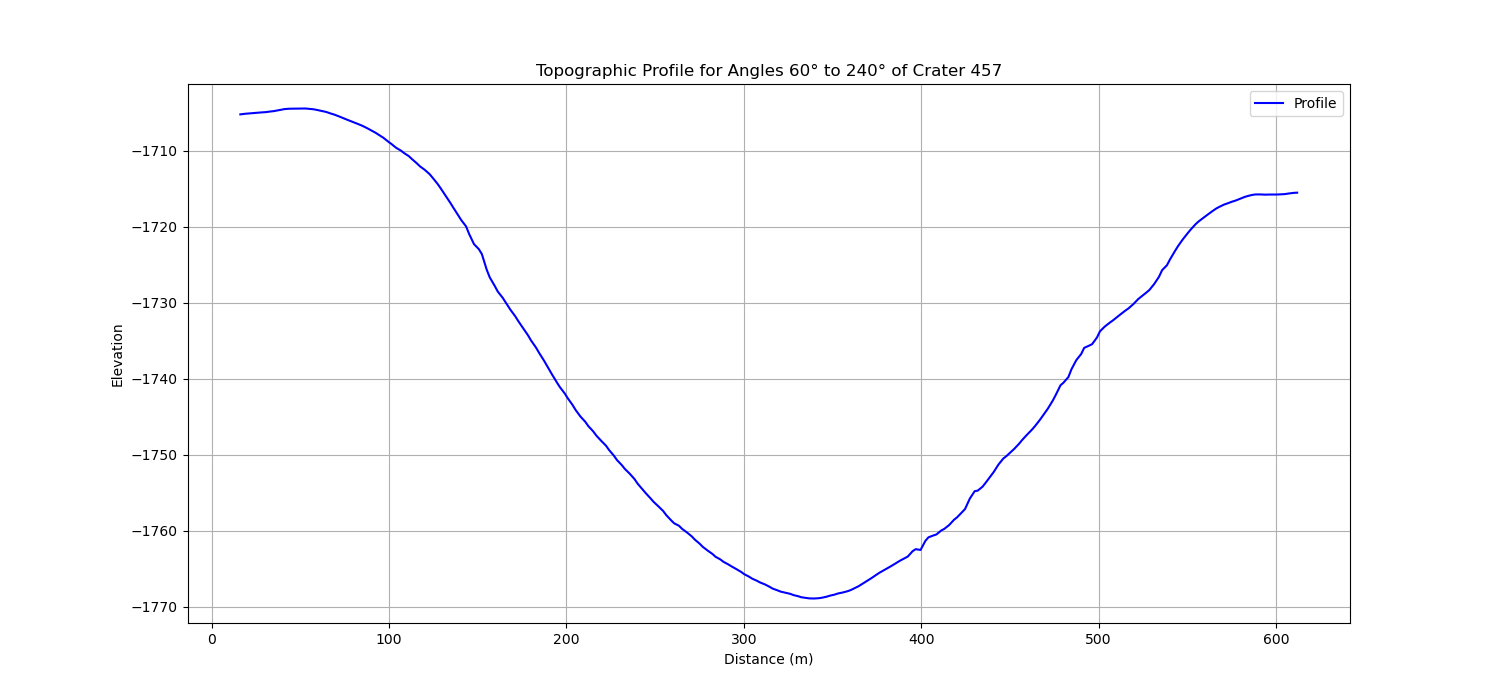 Topographic Profile for Angles 60° to 240° of Crater 457
Profile
−1710
−1720
−1730
−1740
−1750
−1760
−1770
Elevation
0 100 200 300 400 500 600
Distance (m)